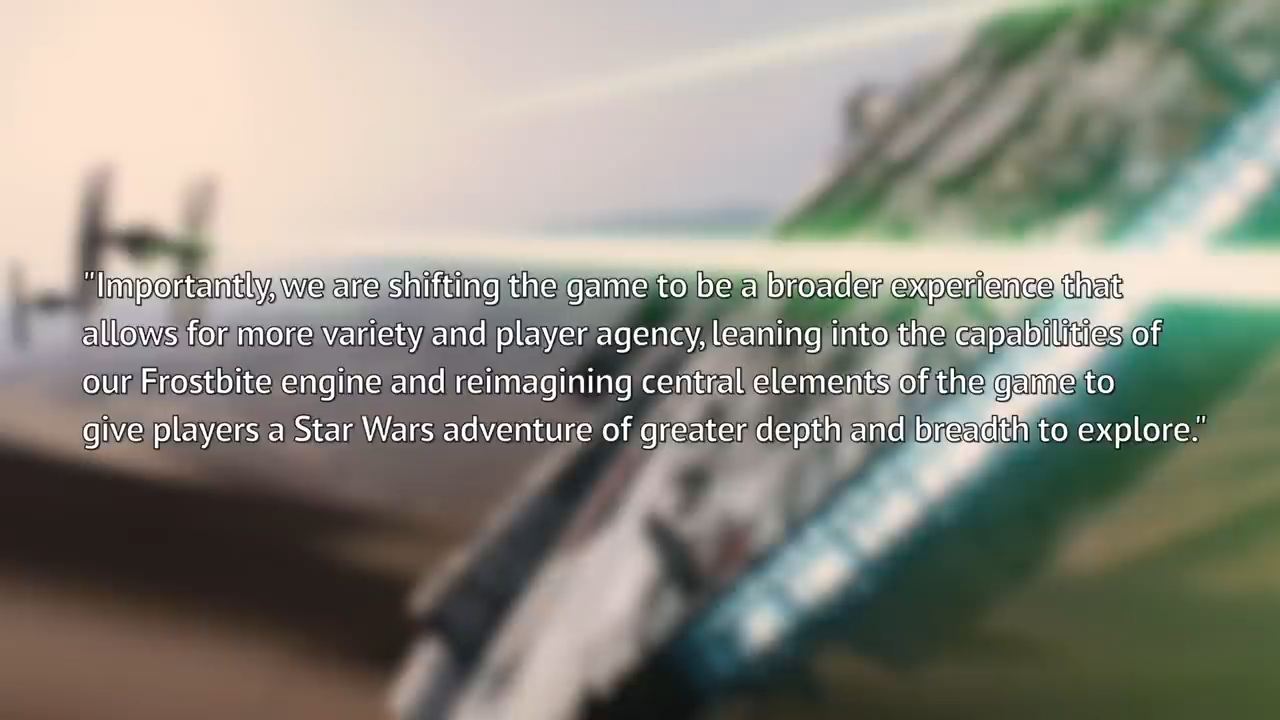 "Importantly, we are shifting the game to be a broader experience that
allows for more variety and player agency, leaning into the capabilities of
our Frostbite engine and reimagining central elements of the game to
give players a Star Wars adventure of greater depth and breadth to explore."